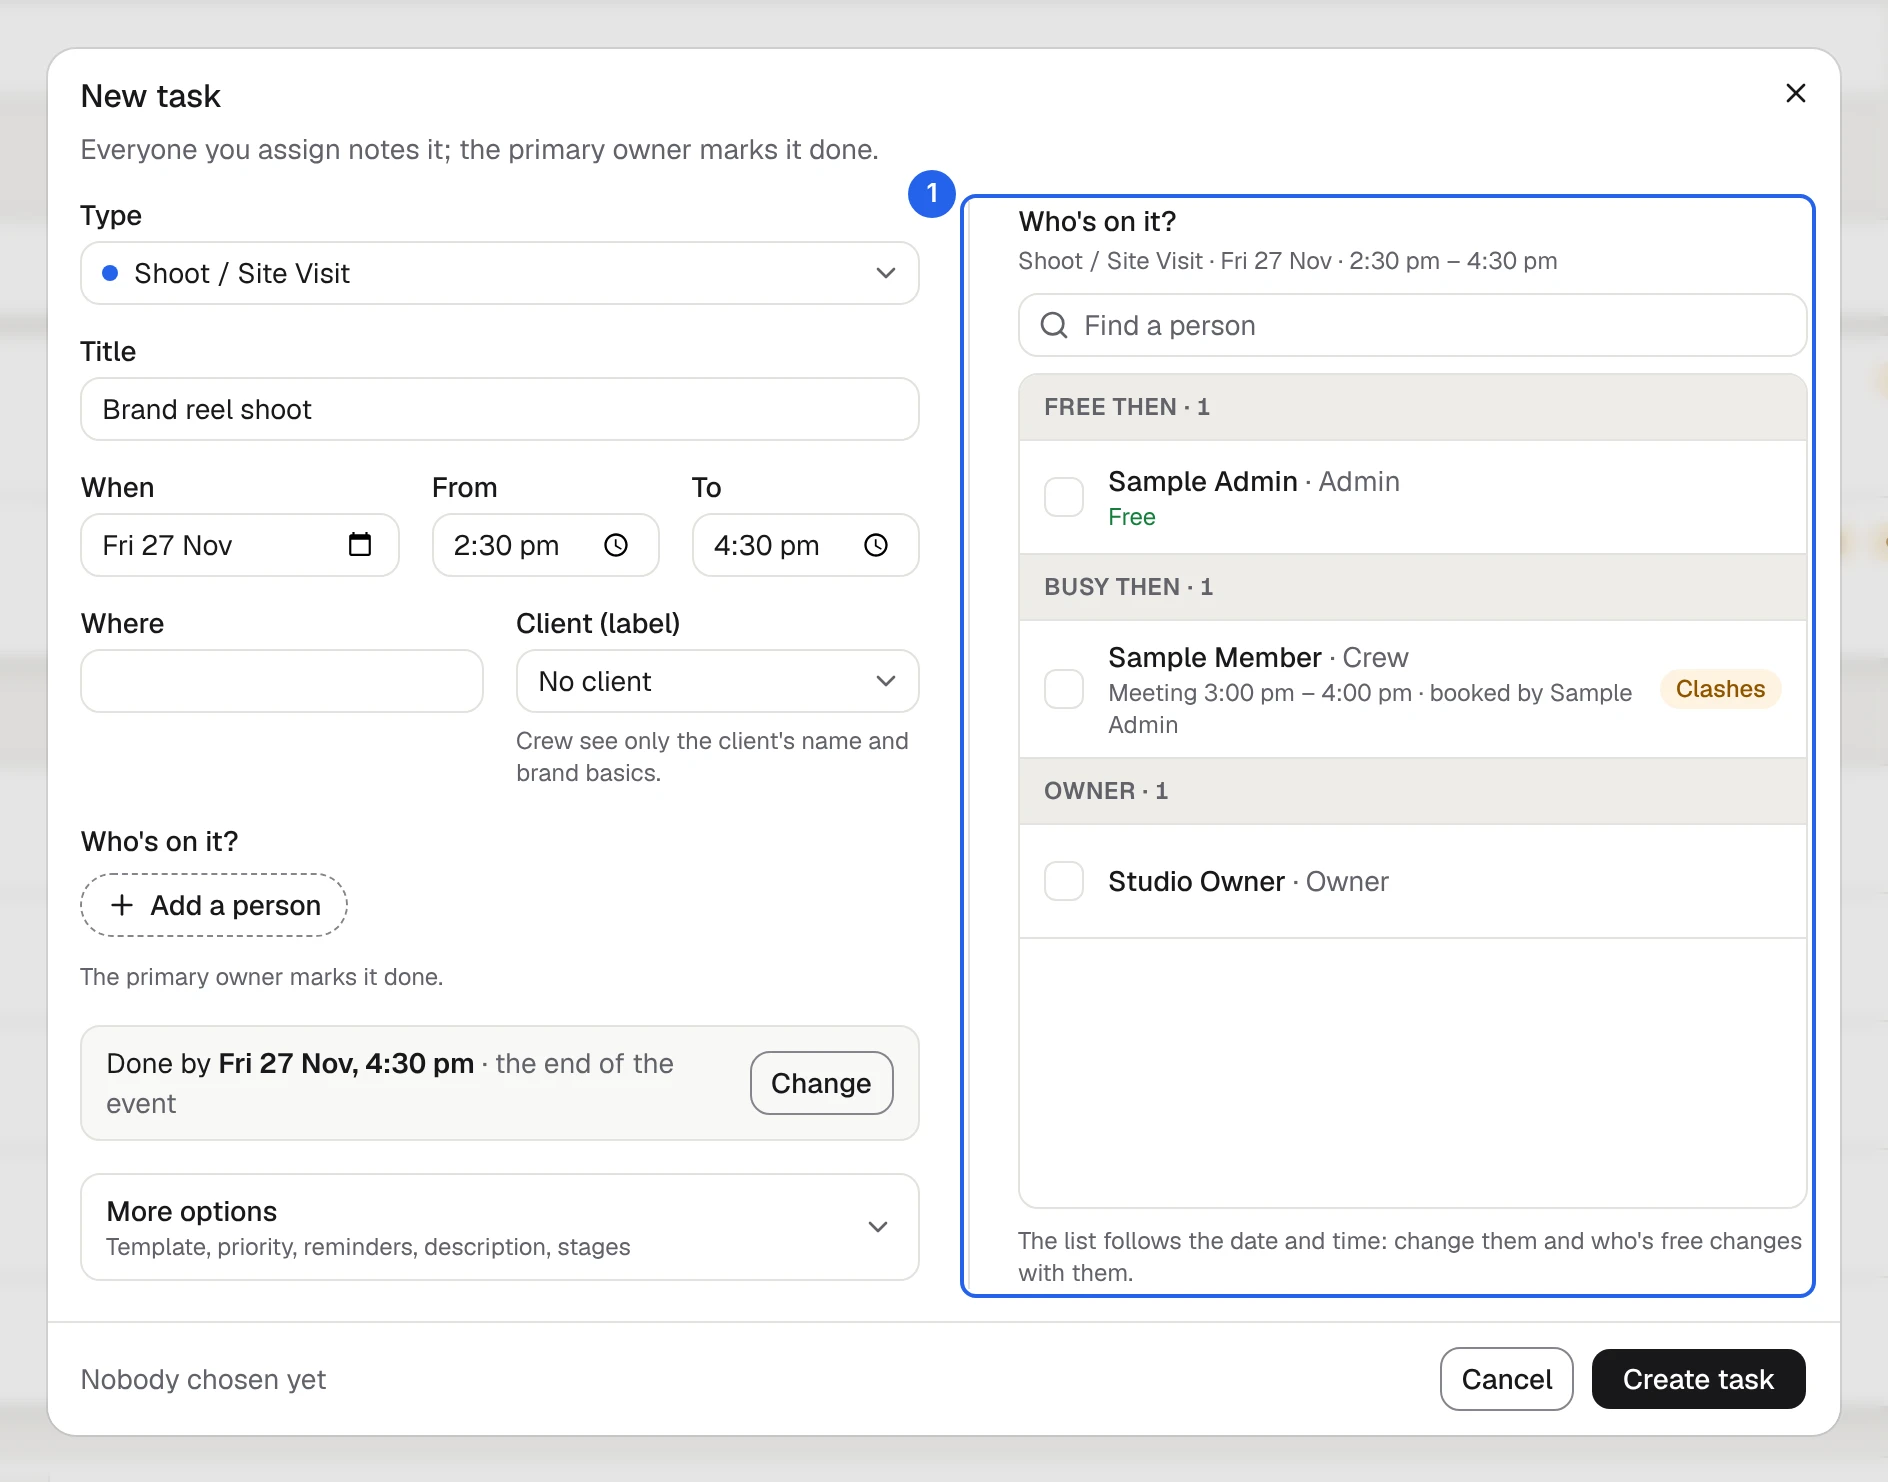 New task
Everyone you assign notes it; the primary owner marks it done.
Type
Shoot / Site Visit
Title
Brand reel shoot
When
From
To
Fri 27 Nov
2:30 pm
4:30 pm
Where
Client (label)
No client
Crew see only the client's name and
brand basics.
Who's on it?
+ Add a person
The primary owner marks it done.
Done by Fri 27 Nov, 4:30 pm · the end of the
event
Change
More options
Template, priority, reminders, description, stages
1
Who's on it?
Shoot / Site Visit · Fri 27 Nov · 2:30 pm – 4:30 pm
Find a person
FREE THEN · 1
Sample Admin · Admin
Free
BUSY THEN · 1
Sample Member · Crew
Meeting 3:00 pm – 4:00 pm · booked by Sample
Admin
Clashes
OWNER · 1
Studio Owner · Owner
The list follows the date and time: change them and who's free changes
with them.
Nobody chosen yet
Cancel
Create task